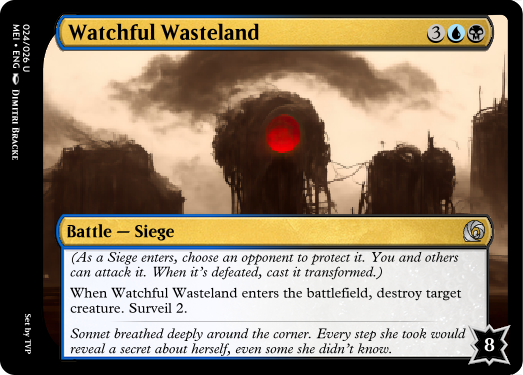 Watchful Wasteland
3
Battle — Siege
(As a Siege enters, choose an opponent to protect it. You and others
can attack it. When it's defeated, cast it transformed.)
When Watchful Wasteland enters the battlefield, destroy target
creature. Surveil 2.
Sonnet breathed deeply around the corner. Every step she took would
reveal a secret about herself, even some she didn't know.
8
024/026 U
MEI • ENG DIMITRI BRACKE
Set by TVP